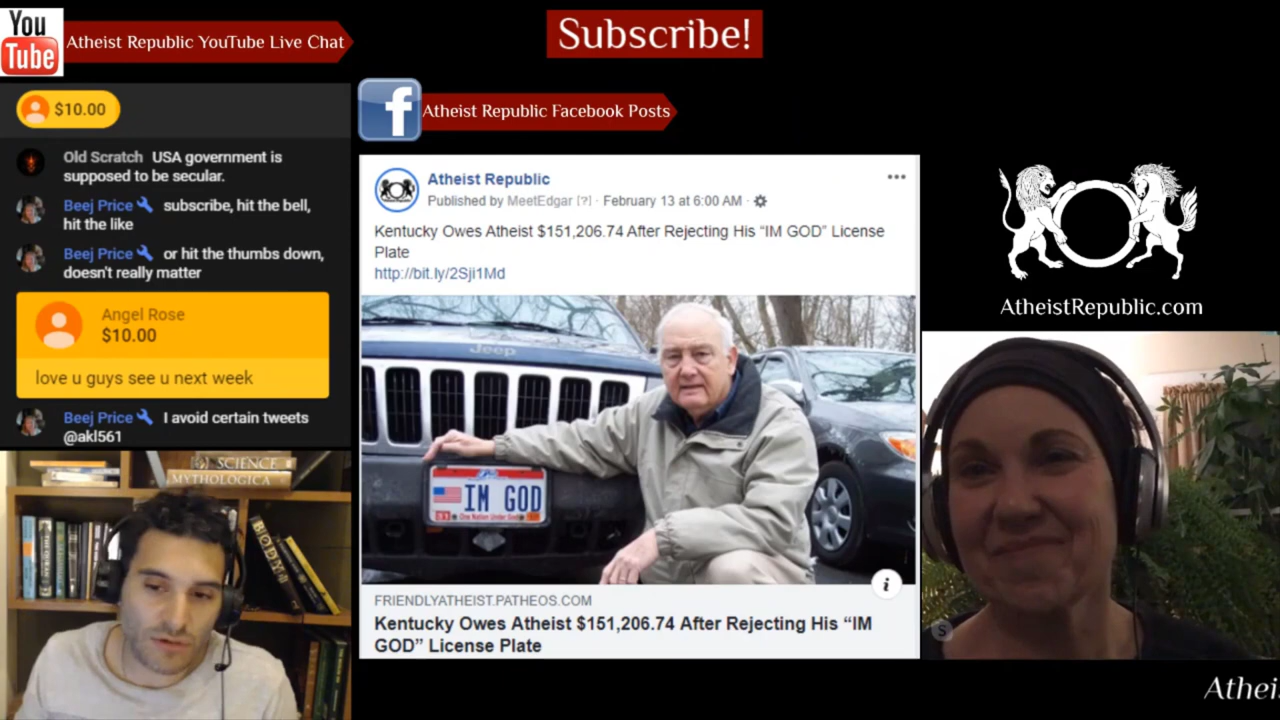 You
Tube
Atheist Republic YouTube Live Chat
Subscribe!
$10.00
Old Scratch USA government is
supposed to be secular.
Beej Price subscribe, hit the bell,
hit the like
Beej Price or hit the thumbs down,
doesn't really matter
Angel Rose
$10.00
love u guys see u next week
Beej Price I avoid certain tweets
@akl561
SCIENCE
MYTHOLOGICA
f
Atheist Republic Facebook Posts
Atheist Republic
Published by MeetEdgar [?] · February 13 at 6:00 AM ·
Kentucky Owes Atheist $151,206.74 After Rejecting His “IM GOD” License
Plate
http://bit.ly/2Sji1Md
Jeep
IM GOD
One Nation Under God
i
FRIENDLYATHEIST.PATHEOS.COM
Kentucky Owes Atheist $151,206.74 After Rejecting His “IM
GOD” License Plate
AtheistRepublic.com
S
Athei